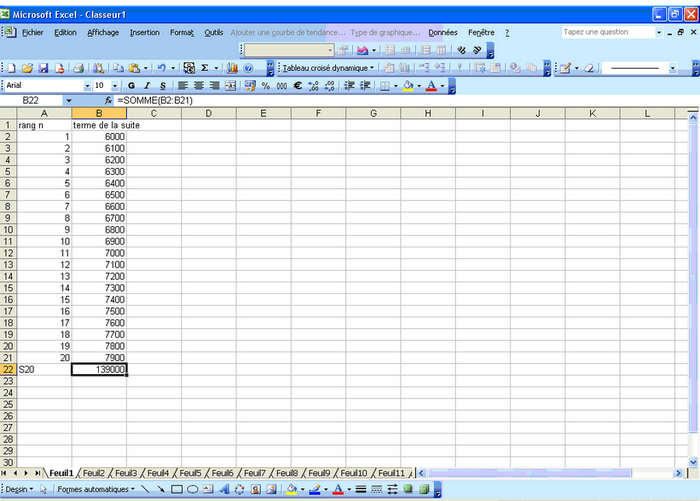 Microsoft Excel - Classeur1
Fichier Edition Affichage Insertion Format Outils Ajouter une courbe de tendance... Type de graphique... Données Fenêtre ? Tapez une question
Tableau croisé dynamique
Arial 10 G I S % 000 €
B22 fx =SOMME(B2:B21)
A B C D E F G H I J K L
1 rang n terme de la suite
2 1 6000
3 2 6100
4 3 6200
5 4 6300
6 5 6400
7 6 6500
8 7 6600
9 8 6700
10 9 6800
11 10 6900
12 11 7000
13 12 7100
14 13 7200
15 14 7300
16 15 7400
17 16 7500
18 17 7600
19 18 7700
20 19 7800
21 20 7900
22 S20 139000
23
24
25
26
27
28
29
30
Feuil1 Feuil2 Feuil3 Feuil4 Feuil5 Feuil6 Feuil7 Feuil8 Feuil9 Feuil10 Feuil11
Dessin Formes automatiques